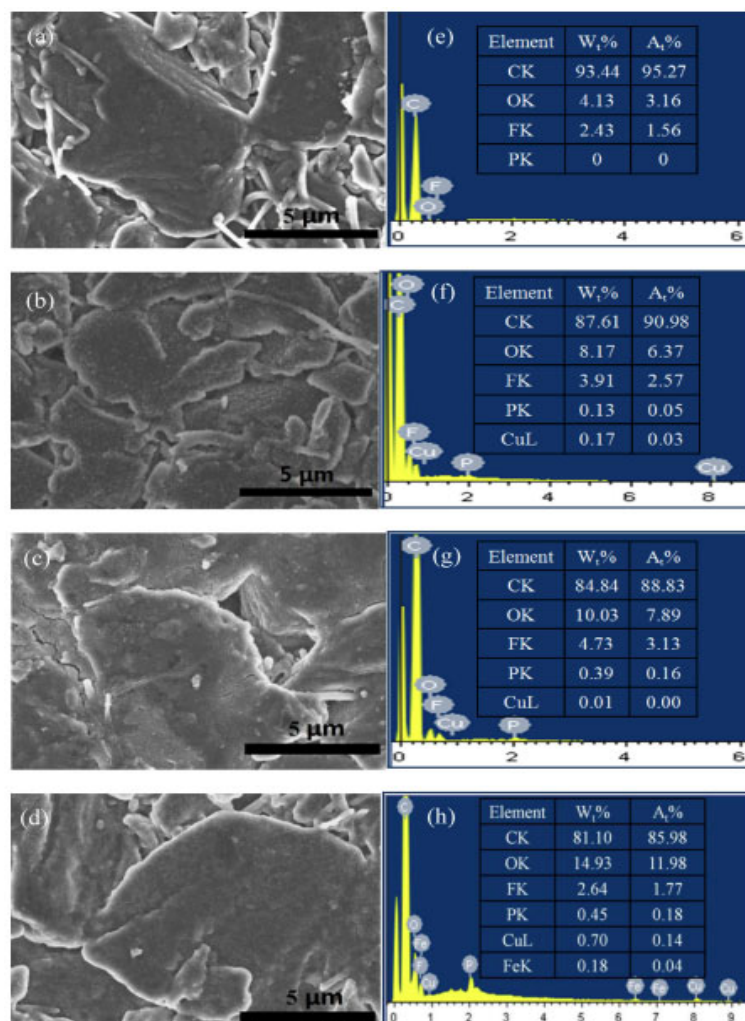 (a)
5 μm
(e)
Element Wt% At%
CK 93.44 95.27
OK 4.13 3.16
FK 2.43 1.56
PK 0 0
C
F
O
0 2 4 6
(b)
5 μm
(f)
Element Wt% At%
CK 87.61 90.98
OK 8.17 6.37
FK 3.91 2.57
PK 0.13 0.05
CuL 0.17 0.03
O
C
F
Cu P Cu
0 2 4 6 8
(c)
5 μm
(g)
Element Wt% At%
CK 84.84 88.83
OK 10.03 7.89
FK 4.73 3.13
PK 0.39 0.16
CuL 0.01 0.00
C
O
F
Cu P
0 2 4 6
(d)
5 μm
(h)
Element Wt% At%
CK 81.10 85.98
OK 14.93 11.98
FK 2.64 1.77
PK 0.45 0.18
CuL 0.70 0.14
FeK 0.18 0.04
C
O
Fe
F P
Cu Fe Fe Cu Cu
0 1 2 3 4 5 6 7 8 9